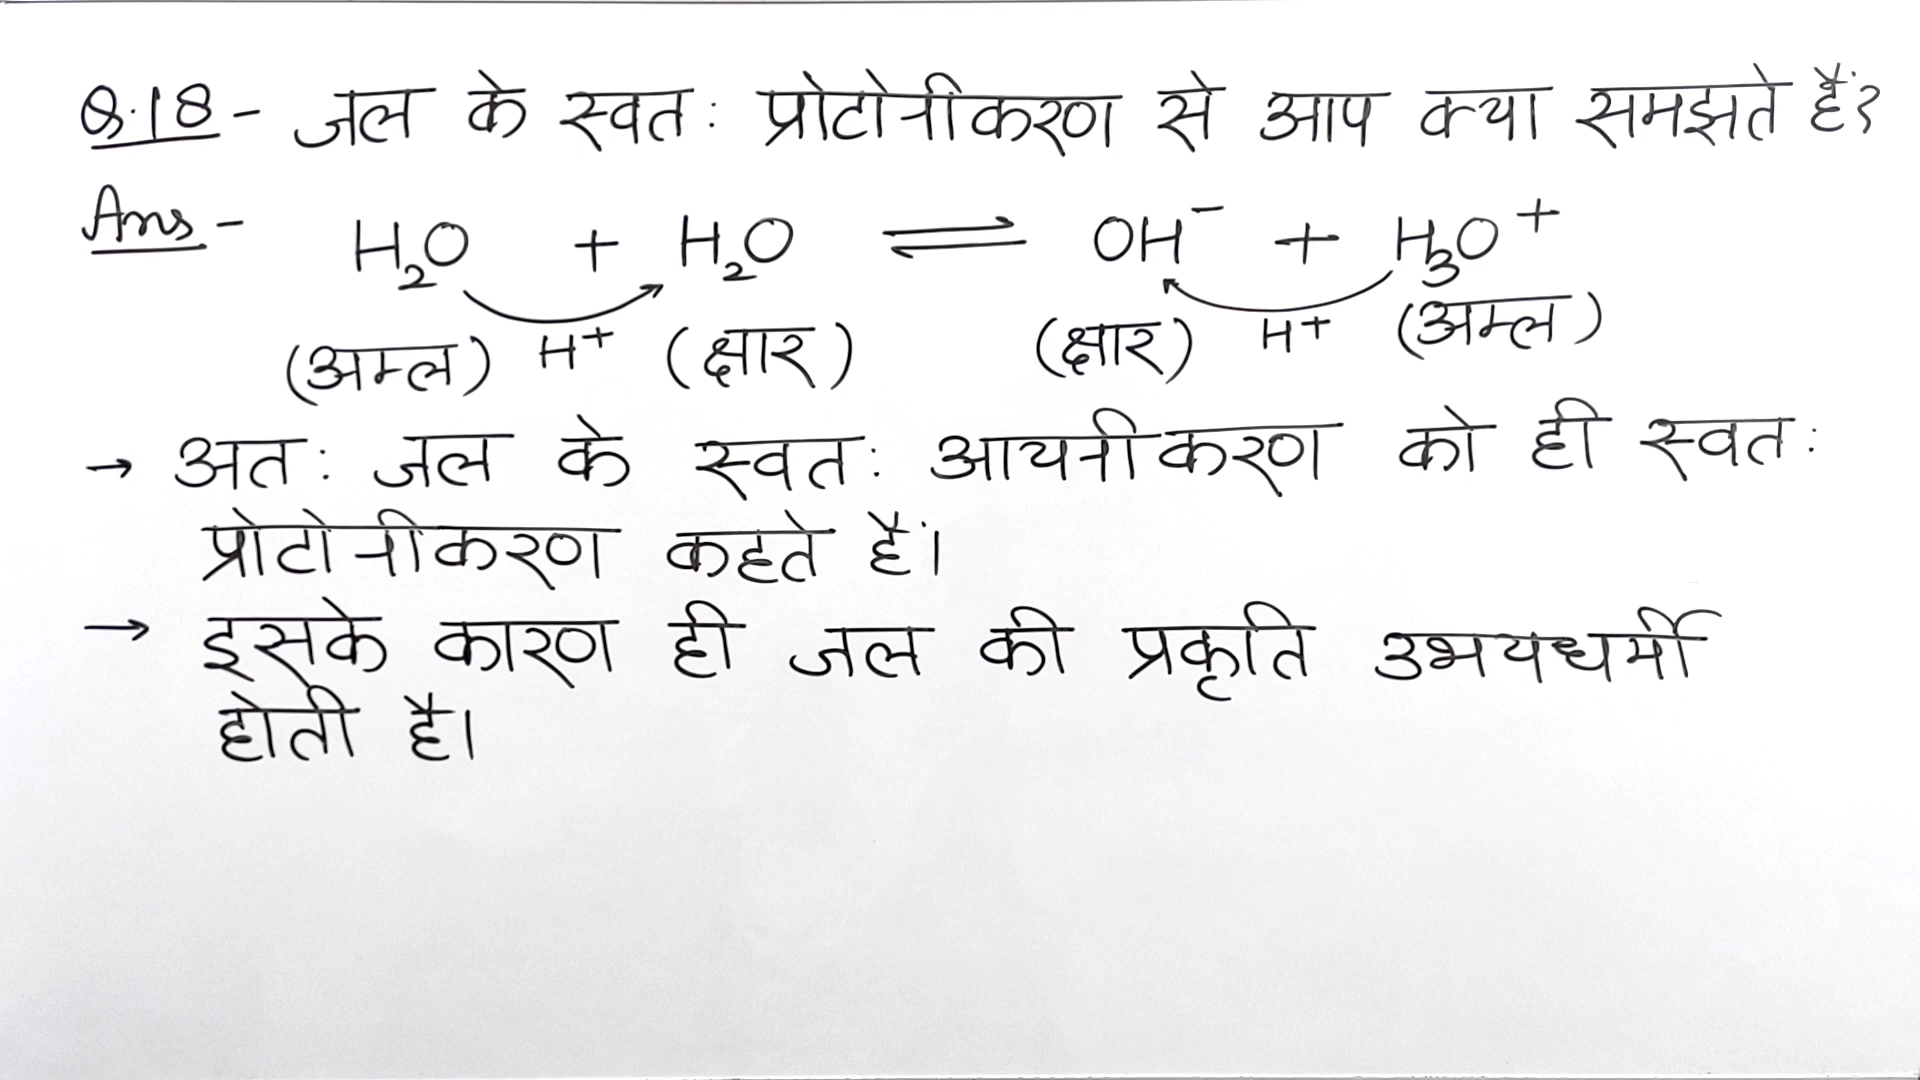 Q.18 - जल के स्वतः प्रोटोनीकरण से आप क्या समझते हैं?
Ans - H₂O + H₂O ⇌ OH⁻ + H₃O⁺
(अम्ल) H⁺ (क्षार) (क्षार) H⁺ (अम्ल)
→ अतः जल के स्वतः आयनीकरण को ही स्वतः
प्रोटोनीकरण कहते हैं।
→ इसके कारण ही जल की प्रकृति उभयधर्मी
होती है।